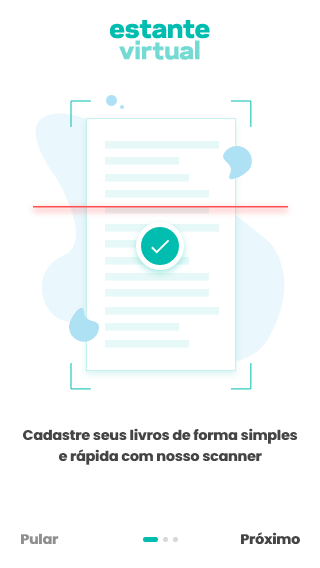 estante
virtual
Cadastre seus livros de forma simples
e rápida com nosso scanner
Pular
Próximo